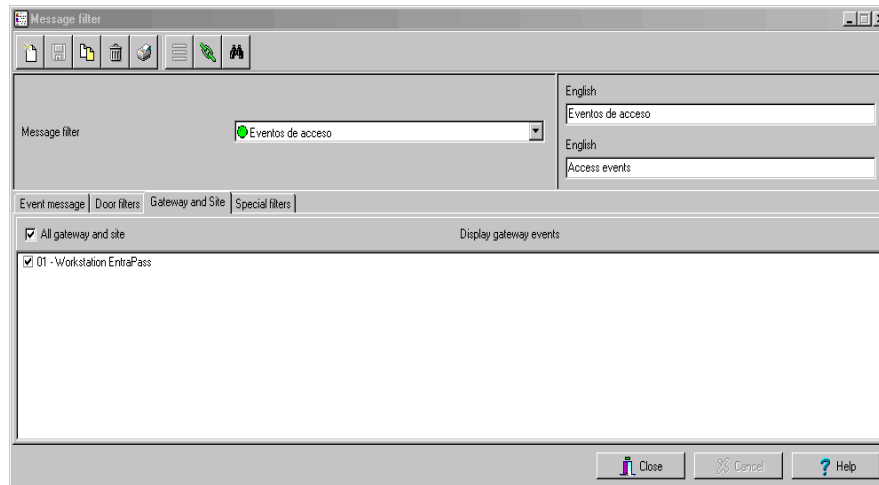 Message filter
English
Eventos de acceso
Message filter
Eventos de acceso
English
Access events
Event message Door filters Gateway and Site Special filters
All gateway and site Display gateway events
01 - Workstation EntraPass
Close Cancel ? Help